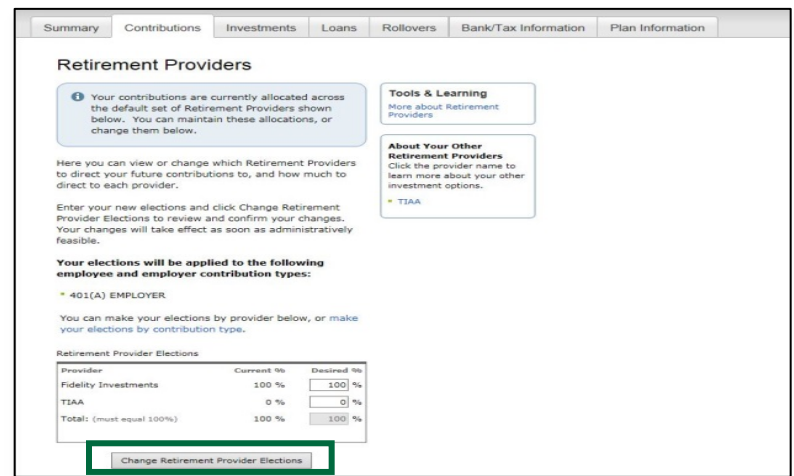 Summary Contributions Investments Loans Rollovers Bank/Tax Information Plan Information
Retirement Providers
Your contributions are currently allocated across
the default set of Retirement Providers shown
below. You can maintain these allocations, or
change them below.
Tools & Learning
More about Retirement
Providers
About Your Other
Retirement Providers
Click the provider name to
learn more about your other
investment options.
TIAA
Here you can view or change which Retirement Providers
to direct your future contributions to, and how much to
direct to each provider.
Enter your new elections and click Change Retirement
Provider Elections to review and confirm your changes.
Your changes will take effect as soon as administratively
feasible.
Your elections will be applied to the following
employee and employer contribution types:
401(A) EMPLOYER
You can make your elections by provider below, or make
your elections by contribution type.
Retirement Provider Elections
Provider Current % Desired %
Fidelity Investments 100 % 100 %
TIAA 0 % 0 %
Total: (must equal 100%) 100 % 100 %
Change Retirement Provider Elections